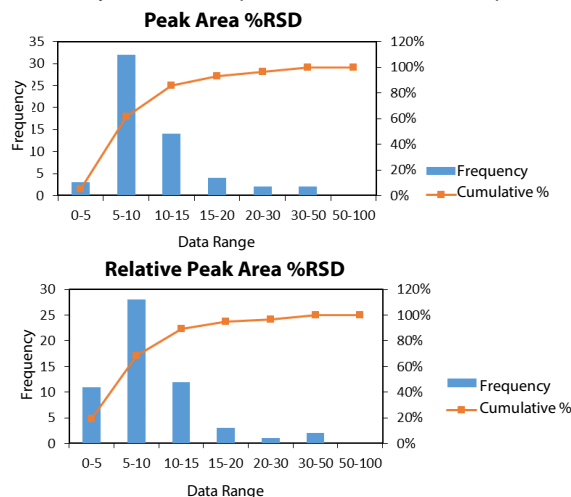 Peak Area %RSD
35
30
25
20
15
10
5
0
Frequency
120%
100%
80%
60%
40%
20%
0%
0-5 5-10 10-15 15-20 20-30 30-50 50-100
Data Range
Frequency
Cumulative %
Relative Peak Area %RSD
30
25
20
15
10
5
0
Frequency
120%
100%
80%
60%
40%
20%
0%
0-5 5-10 10-15 15-20 20-30 30-50 50-100
Data Range
Frequency
Cumulative %